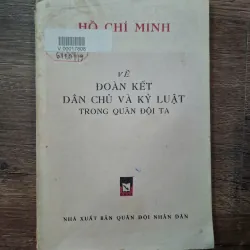 HỒ CHÍ MINH
VỀ
ĐOÀN KẾT
DÂN CHỦ VÀ KỶ LUẬT
TRONG QUÂN ĐỘI TA
NHÀ XUẤT BẢN QUÂN ĐỘI NHÂN DÂN